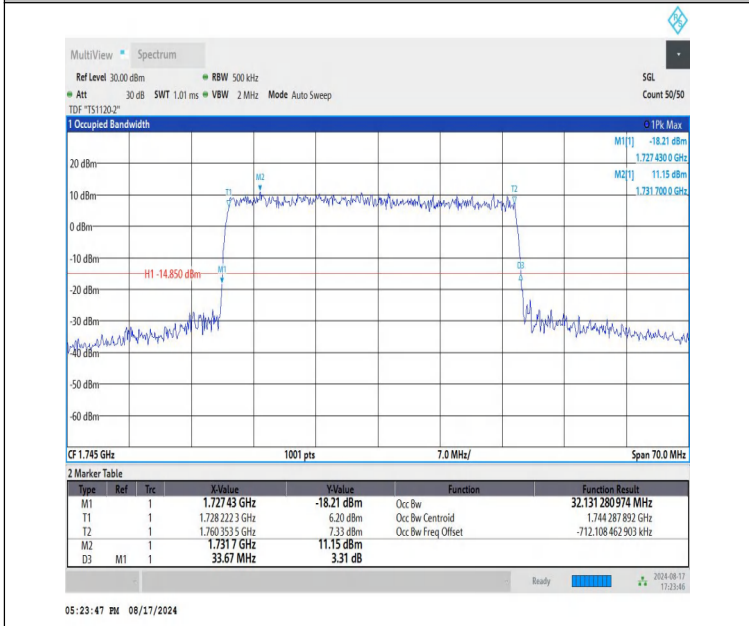 MultiView Spectrum
Ref Level 30.00 dBm RBW 500 kHz SGL
Att 30 dB SWT 1.01 ms VBW 2 MHz Mode Auto Sweep Count 50/50
TDF "TS1120-2"
1 Occupied Bandwidth 1Pk Max
M1[1] -18.21 dBm
1.727 430 0 GHz
M2[1] 11.15 dBm
1.731 700 0 GHz
20 dBm
M2
T1 T2
10 dBm
0 dBm
-10 dBm
H1 -14.850 dBm M1 D3
-20 dBm
-30 dBm
-40 dBm
-50 dBm
-60 dBm
CF 1.745 GHz 1001 pts 7.0 MHz/ Span 70.0 MHz
2 Marker Table
Type Ref Trc X-Value Y-Value Function Function Result
M1 1 1.727 43 GHz -18.21 dBm Occ Bw 32.131 280 974 MHz
T1 1 1.728 222 3 GHz 6.20 dBm Occ Bw Centroid 1.744 287 892 GHz
T2 1 1.760 353 5 GHz 7.33 dBm Occ Bw Freq Offset -712.108 462 903 kHz
M2 1 1.731 7 GHz 11.15 dBm
D3 M1 1 33.67 MHz 3.31 dB
Ready 2024-08-17
17:23:46
05:23:47 PM 08/17/2024